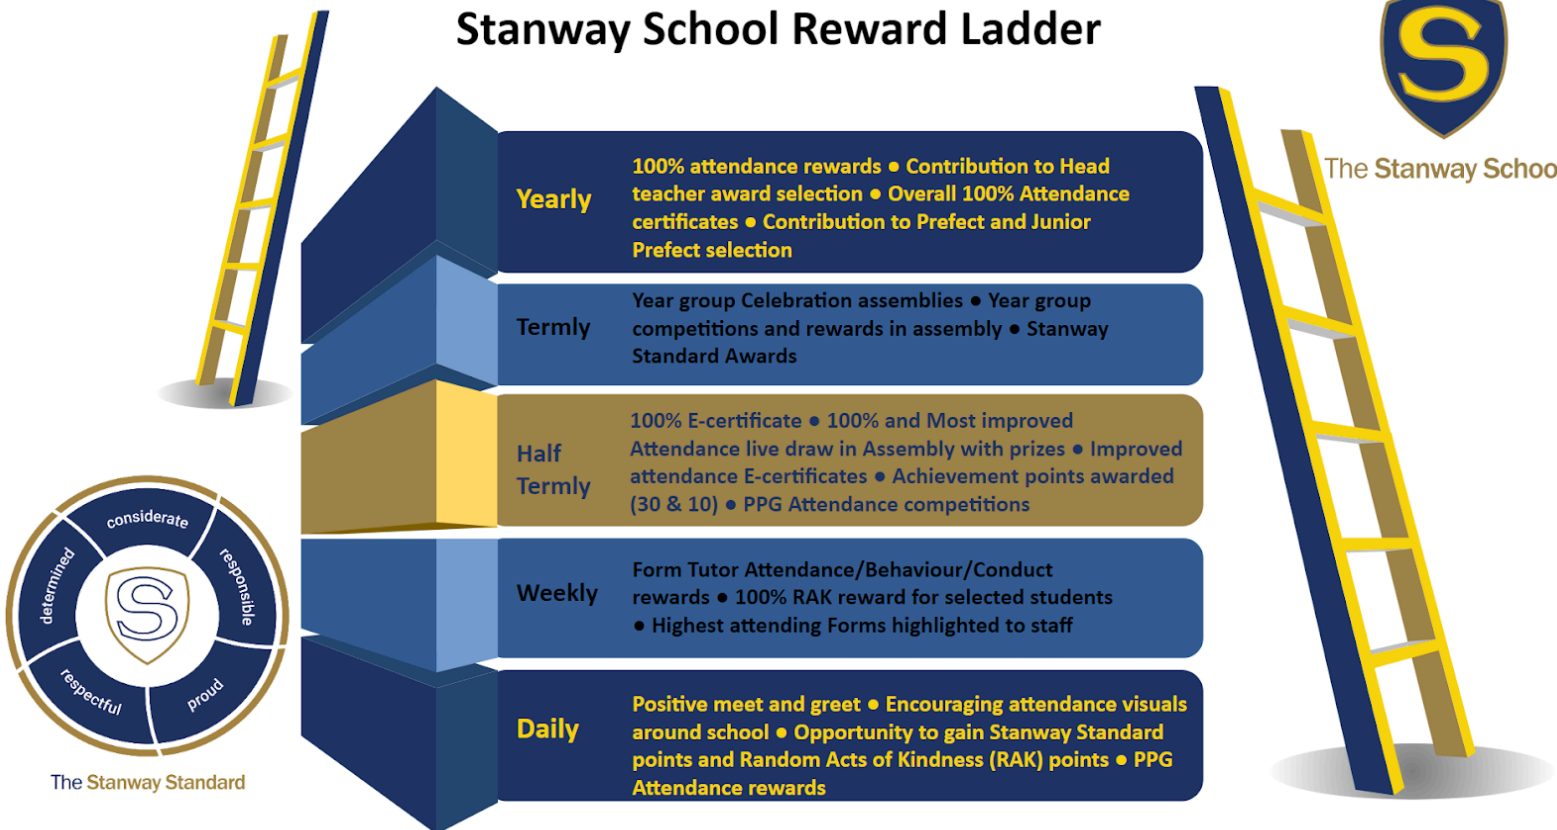 Stanway School Reward Ladder
S
The Stanway Schoo
Yearly
100% attendance rewards ● Contribution to Head
teacher award selection ● Overall 100% Attendance
certificates ● Contribution to Prefect and Junior
Prefect selection
Termly
Year group Celebration assemblies ● Year group
competitions and rewards in assembly ● Stanway
Standard Awards
Half
Termly
100% E-certificate ● 100% and Most improved
Attendance live draw in Assembly with prizes ● Improved
attendance E-certificates ● Achievement points awarded
(30 & 10) ● PPG Attendance competitions
Weekly
Form Tutor Attendance/Behaviour/Conduct
rewards ● 100% RAK reward for selected students
● Highest attending Forms highlighted to staff
Daily
Positive meet and greet ● Encouraging attendance visuals
around school ● Opportunity to gain Stanway Standard
points and Random Acts of Kindness (RAK) points ● PPG
Attendance rewards
considerate
responsible
proud
respectful
determined
S
The Stanway Standard